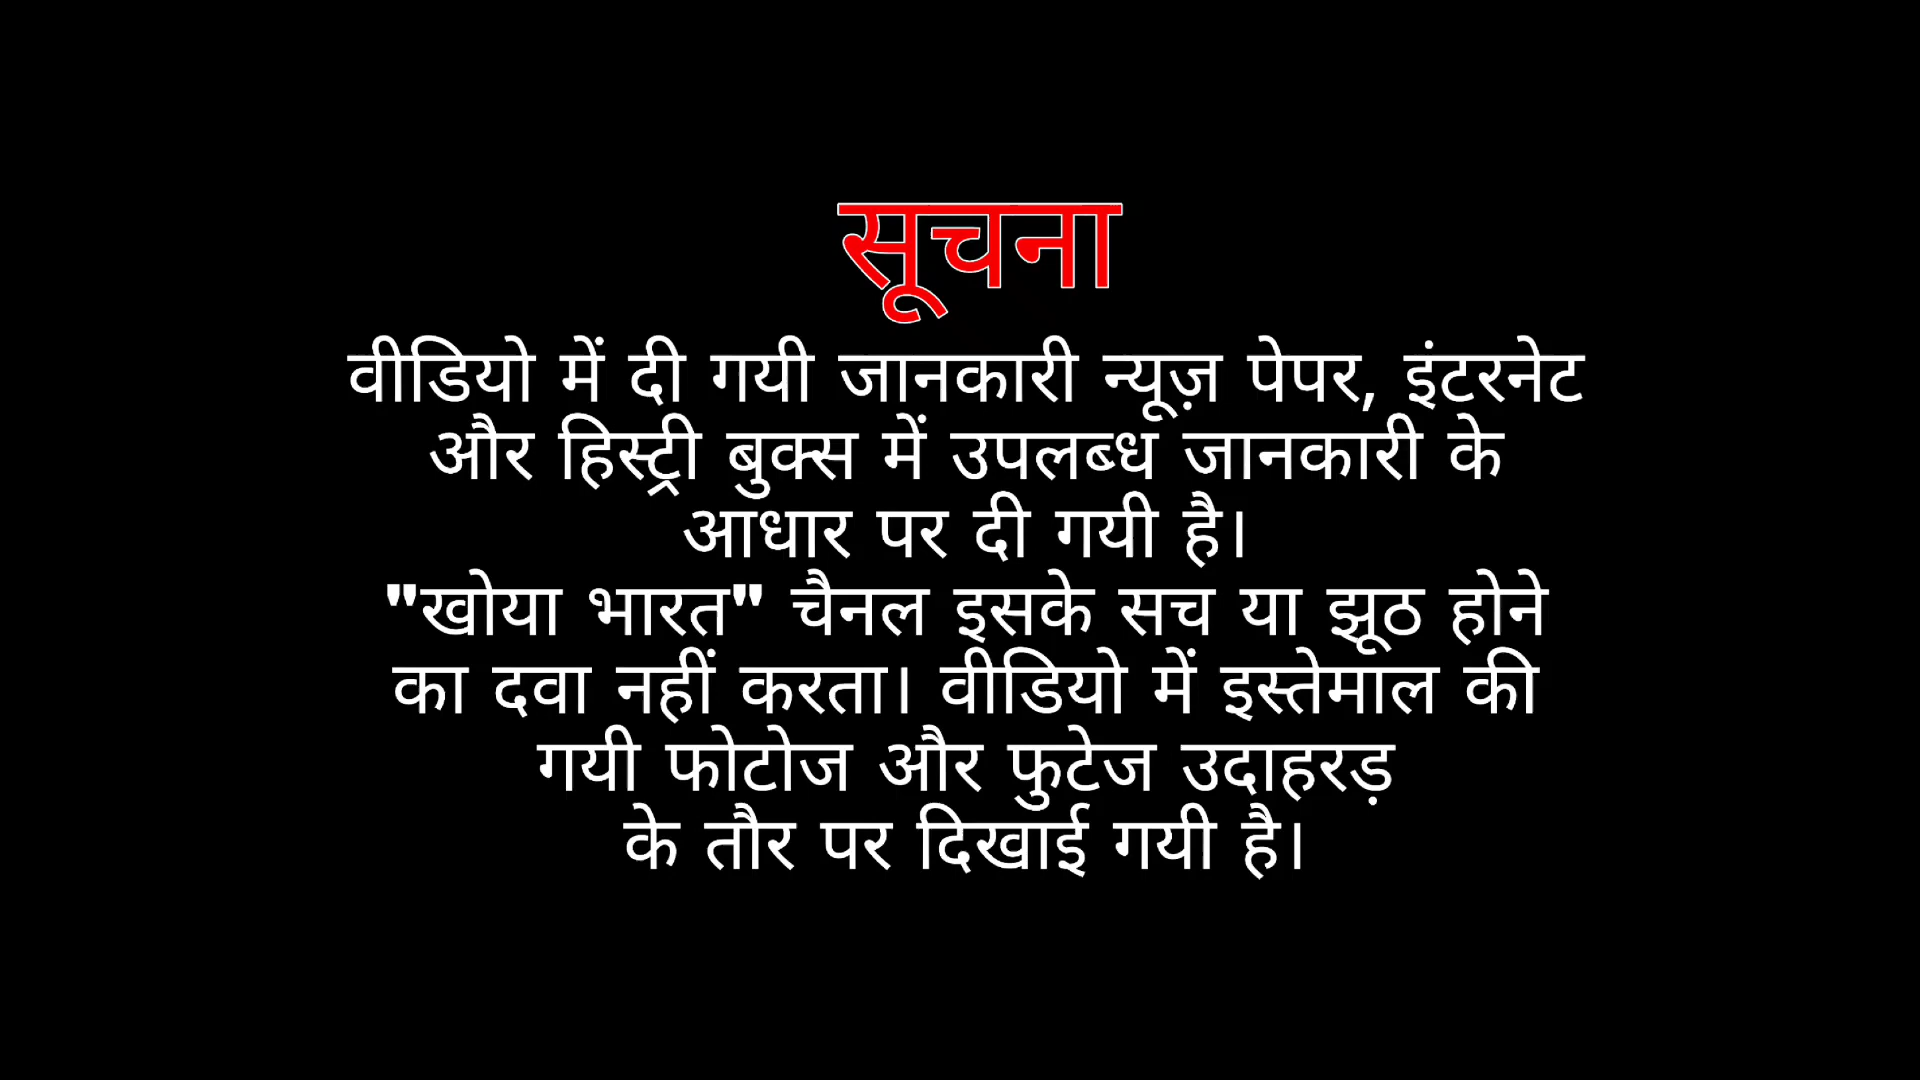 सूचना
वीडियो में दी गयी जानकारी न्यूज़ पेपर, इंटरनेट
और हिस्ट्री बुक्स में उपलब्ध जानकारी के
आधार पर दी गयी है।
"खोया भारत" चैनल इसके सच या झूठ होने
का दवा नहीं करता। वीडियो में इस्तेमाल की
गयी फोटोज और फुटेज उदाहरड़
के तौर पर दिखाई गयी है।